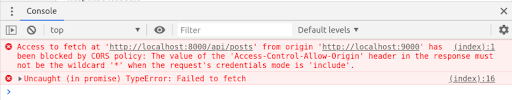 Console
top
Filter
Default levels ▾
Access to fetch at 'http://localhost:8000/api/posts' from origin 'http://localhost:9000' has (index):1
been blocked by CORS policy: The value of the 'Access-Control-Allow-Origin' header in the response must
not be the wildcard '*' when the request's credentials mode is 'include'.
Uncaught (in promise) TypeError: Failed to fetch (index):16